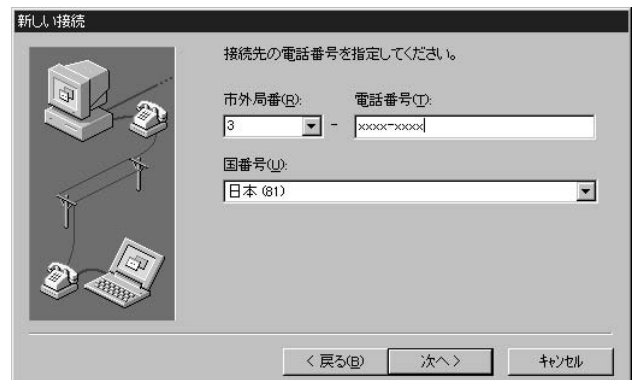 新しい接続
接続先の電話番号を指定してください。
市外局番(R): 電話番号(T):
3 - xxxx-xxxx
国番号(U):
日本 (81)
< 戻る(B) 次へ > キャンセル